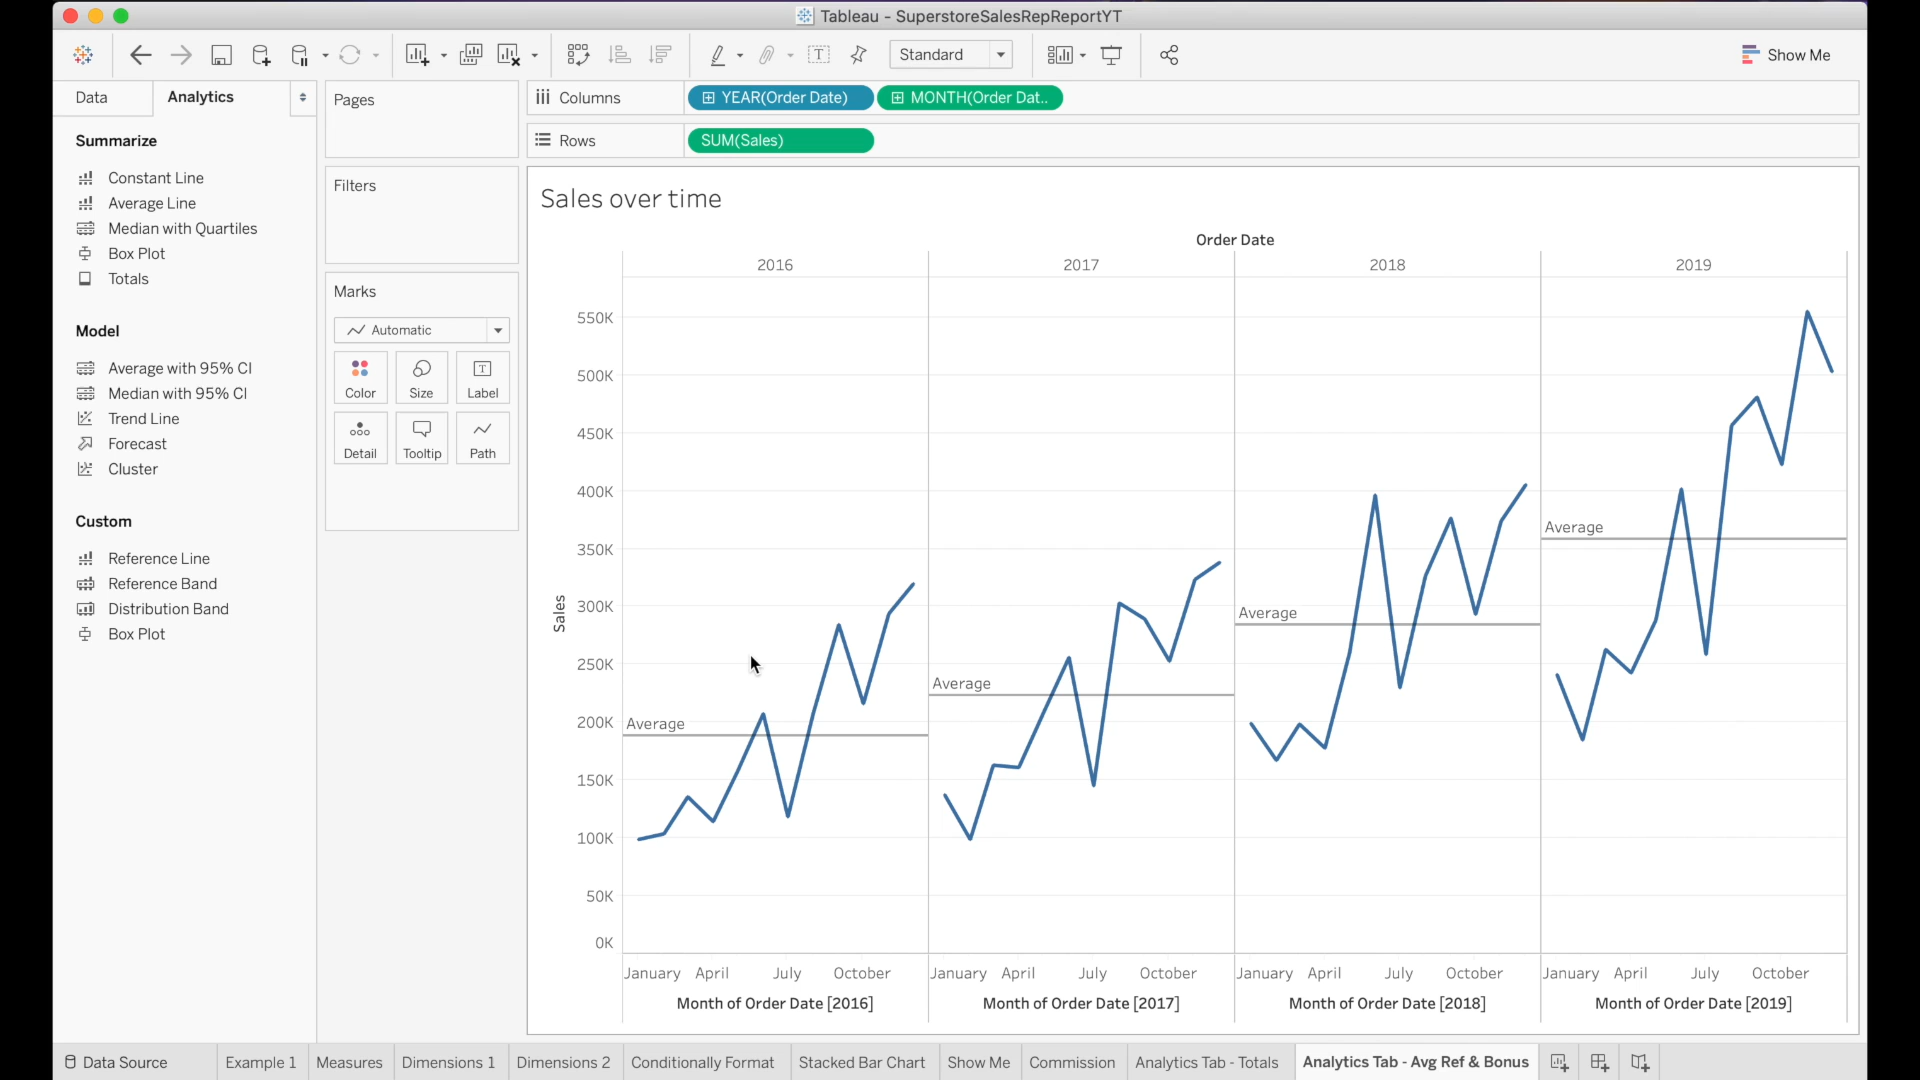 Tableau - SuperstoreSalesRepReportYT
Standard
Show Me
Data
Analytics
Summarize
Constant Line
Average Line
Median with Quartiles
Box Plot
Totals
Model
Average with 95% CI
Median with 95% CI
Trend Line
Forecast
Cluster
Custom
Reference Line
Reference Band
Distribution Band
Box Plot
Pages
Filters
Marks
Automatic
Color
Size
Label
Detail
Tooltip
Path
Columns
YEAR(Order Date)
MONTH(Order Dat..
Rows
SUM(Sales)
Sales over time
Order Date
2016
2017
2018
2019
Sales
550K
500K
450K
400K
350K
300K
250K
200K
150K
100K
50K
0K
Average
Average
Average
Average
January April July October
January April July October
January April July October
January April July October
Month of Order Date [2016]
Month of Order Date [2017]
Month of Order Date [2018]
Month of Order Date [2019]
Data Source
Example 1
Measures
Dimensions 1
Dimensions 2
Conditionally Format
Stacked Bar Chart
Show Me
Commission
Analytics Tab - Totals
Analytics Tab - Avg Ref & Bonus